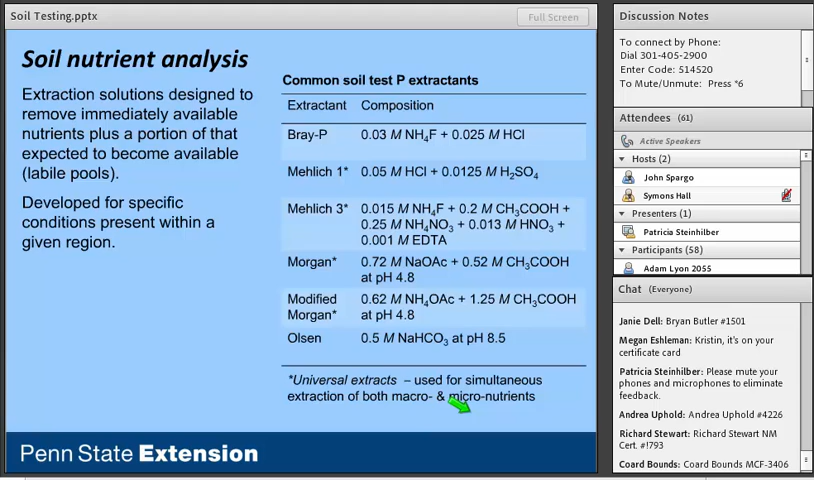 Soil Testing.pptx
Full Screen
Soil nutrient analysis
Extraction solutions designed to
remove immediately available
nutrients plus a portion of that
expected to become available
(labile pools).
Developed for specific
conditions present within a
given region.
Common soil test P extractants
Extractant Composition
Bray-P 0.03 M NH₄F + 0.025 M HCl
Mehlich 1* 0.05 M HCl + 0.0125 M H₂SO₄
Mehlich 3* 0.015 M NH₄F + 0.2 M CH₃COOH +
0.25 M NH₄NO₃ + 0.013 M HNO₃ +
0.001 M EDTA
Morgan* 0.72 M NaOAc + 0.52 M CH₃COOH
at pH 4.8
Modified 0.62 M NH₄OAc + 1.25 M CH₃COOH
Morgan* at pH 4.8
Olsen 0.5 M NaHCO₃ at pH 8.5
*Universal extracts – used for simultaneous
extraction of both macro- & micro-nutrients
Penn State Extension
Discussion Notes
To connect by Phone:
Dial 301-405-2900
Enter Code: 514520
To Mute/Unmute: Press *6
Attendees (61)
Active Speakers
Hosts (2)
John Spargo
Symons Hall
Presenters (1)
Patricia Steinhilber
Participants (58)
Adam Lyon 2055
Chat (Everyone)
Janie Dell: Bryan Butler #1501
Megan Eshleman: Kristin, it's on your
certificate card
Patricia Steinhilber: Please mute your
phones and microphones to eliminate
feedback.
Andrea Uphold: Andrea Uphold #4226
Richard Stewart: Richard Stewart NM
Cert. #!793
Coard Bounds: Coard Bounds MCF-3406